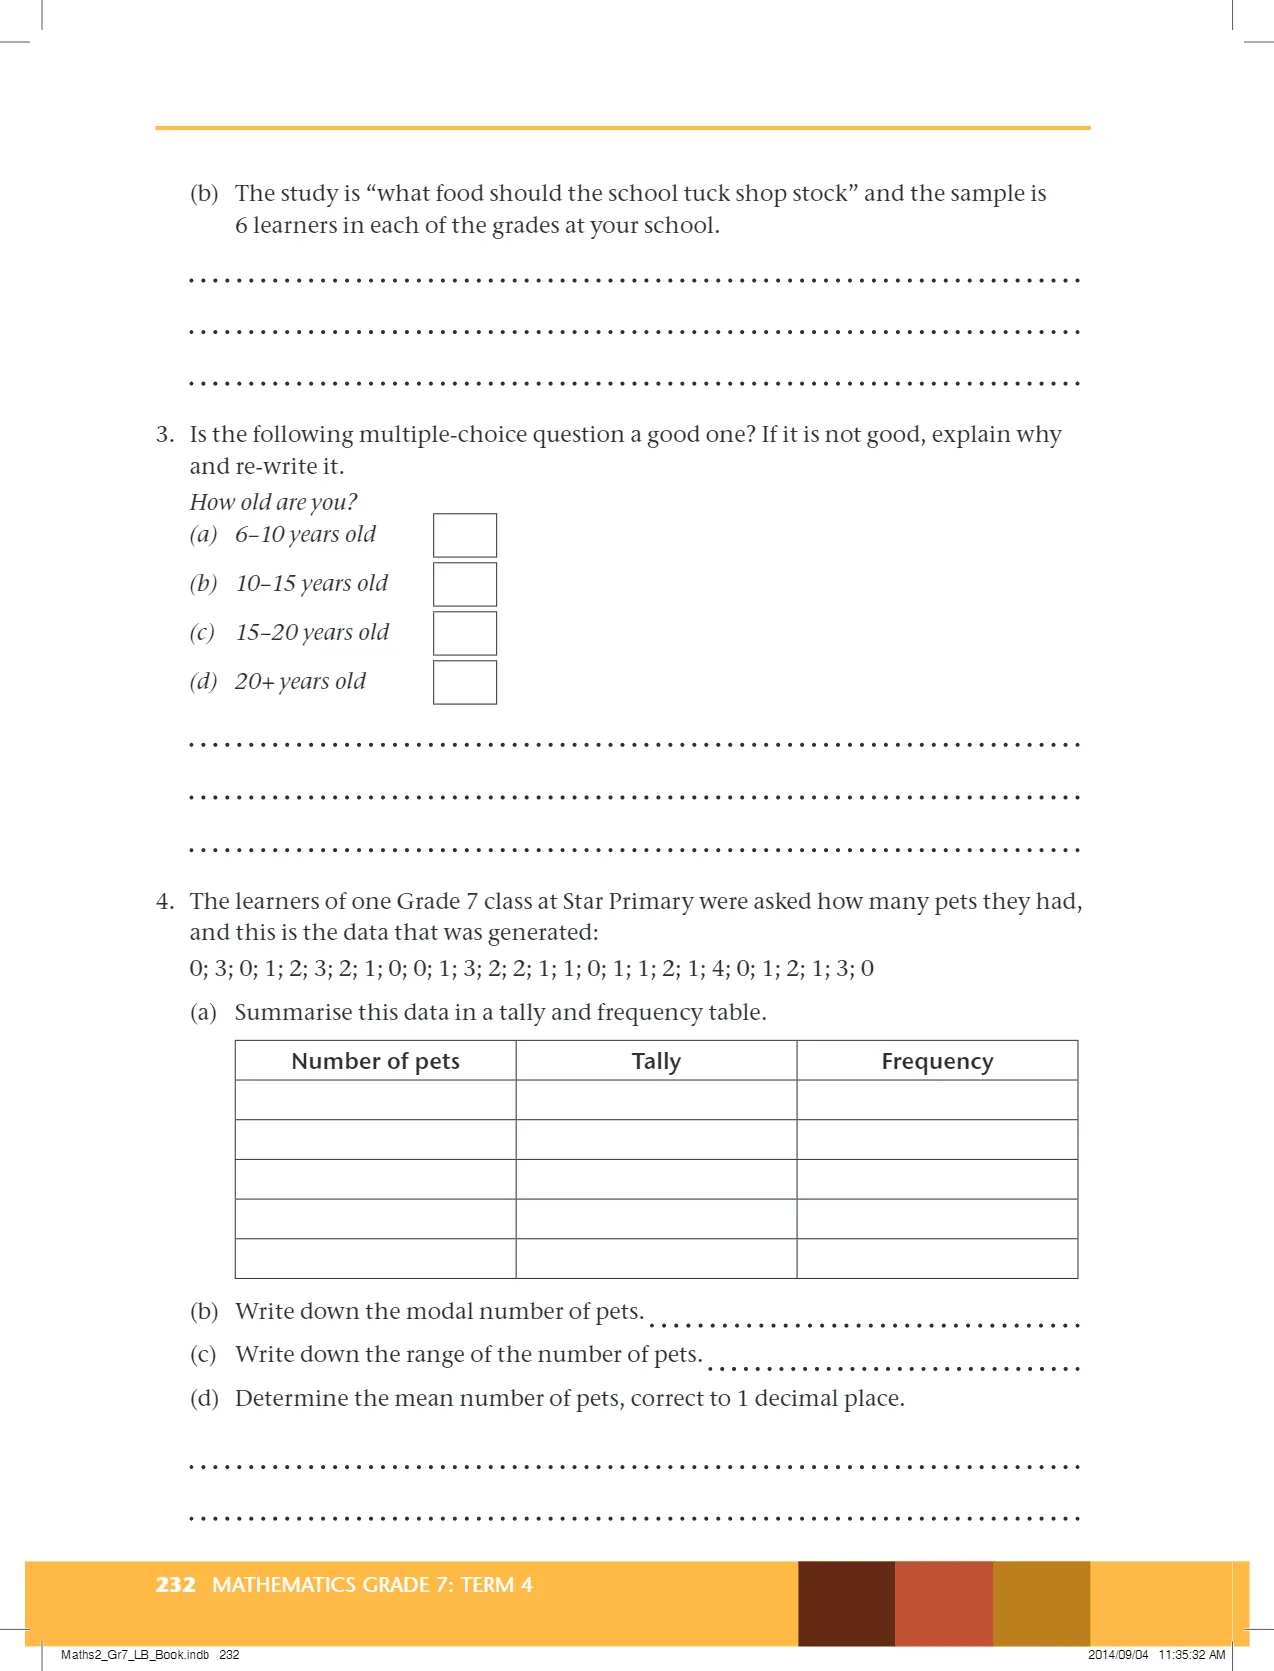 (b) The study is “what food should the school tuck shop stock” and the sample is
6 learners in each of the grades at your school.
3. Is the following multiple-choice question a good one? If it is not good, explain why
and re-write it.
How old are you?
(a) 6–10 years old
(b) 10–15 years old
(c) 15–20 years old
(d) 20+ years old
4. The learners of one Grade 7 class at Star Primary were asked how many pets they had,
and this is the data that was generated:
0; 3; 0; 1; 2; 3; 2; 1; 0; 0; 1; 3; 2; 2; 1; 1; 0; 1; 1; 2; 1; 4; 0; 1; 2; 1; 3; 0
(a) Summarise this data in a tally and frequency table.
Number of pets Tally Frequency
(b) Write down the modal number of pets.
(c) Write down the range of the number of pets.
(d) Determine the mean number of pets, correct to 1 decimal place.
232 MATHEMATICS GRADE 7: TERM 4
Maths2_Gr7_LB_Book.indb 232 2014/09/04 11:35:32 AM